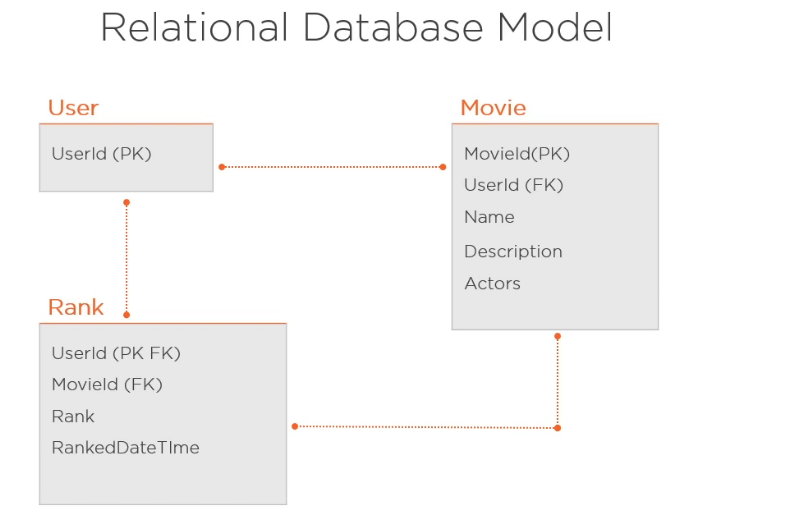 Relational Database Model
User
UserId (PK)
Movie
MovieId(PK)
UserId (FK)
Name
Description
Actors
Rank
UserId (PK FK)
MovieId (FK)
Rank
RankedDateTIme